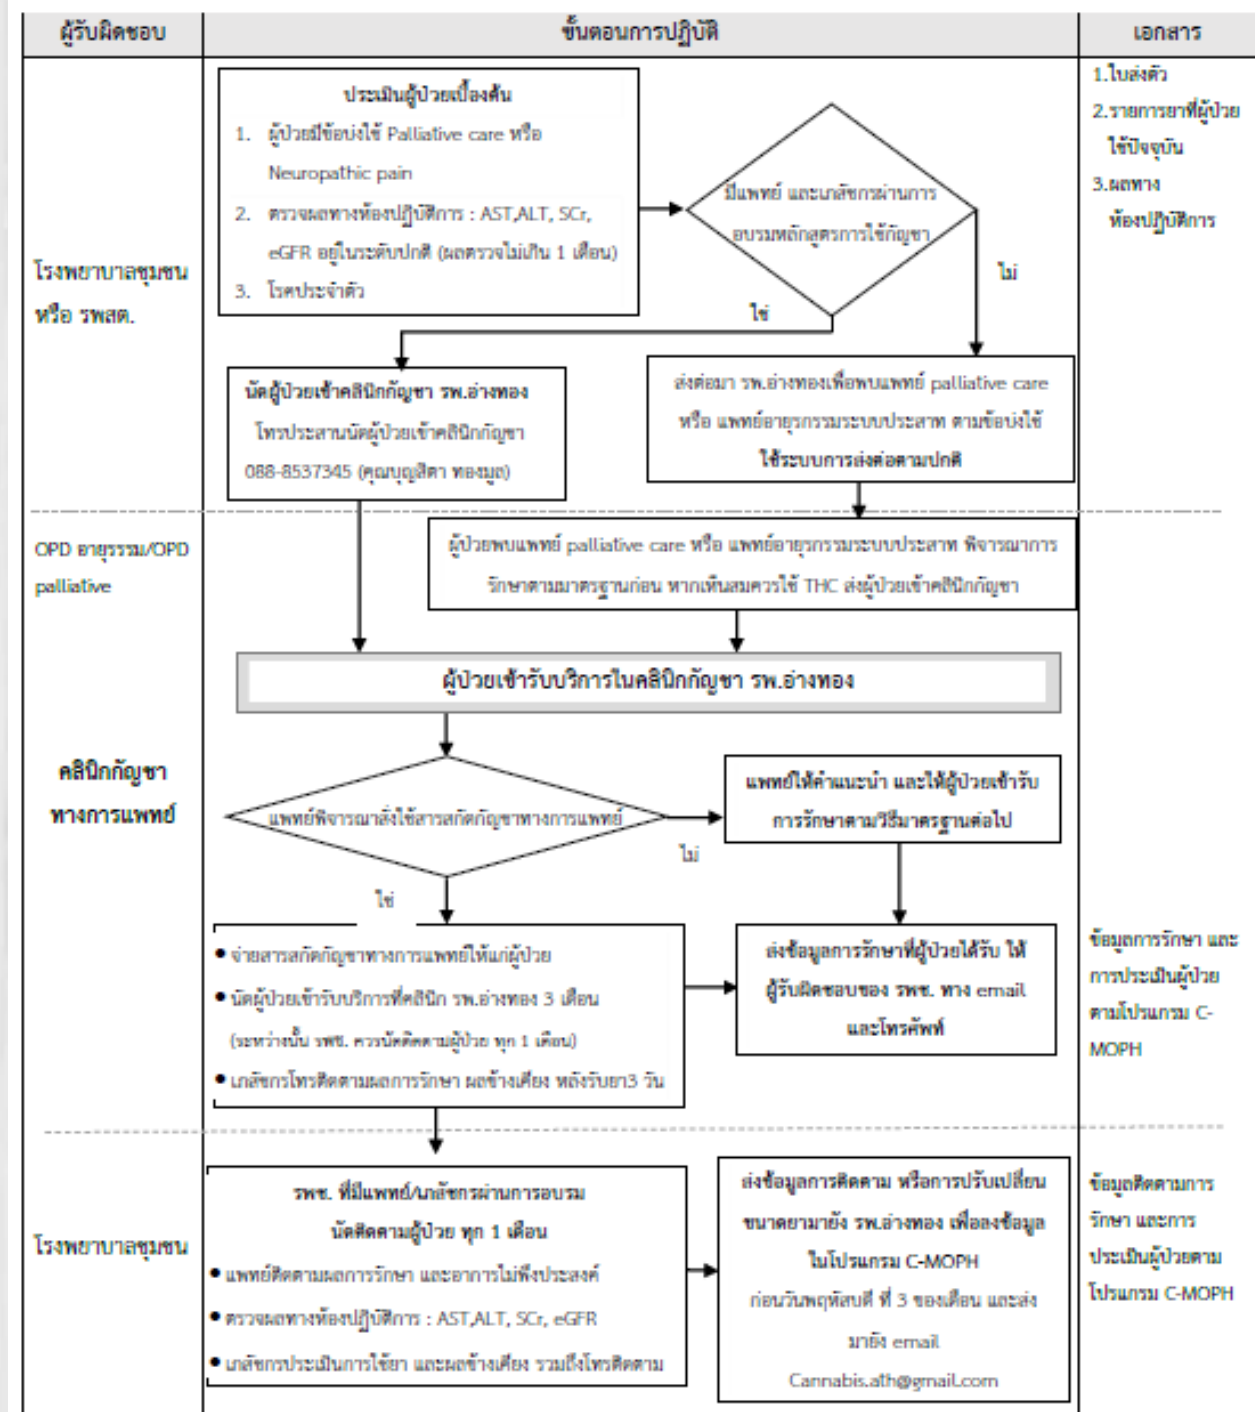 ผู้รับผิดชอบ
ขั้นตอนการปฏิบัติ
เอกสาร
โรงพยาบาลชุมชน
หรือ รพสต.
ประเมินผู้ป่วยเบื้องต้น
1. ผู้ป่วยมีข้อบ่งใช้ Palliative care หรือ
Neuropathic pain
2. ตรวจผลทางห้องปฏิบัติการ : AST,ALT, SCr,
eGFR อยู่ในระดับปกติ (ผลตรวจไม่เกิน 1 เดือน)
3. โรคประจำตัว
มีแพทย์ และเภสัชกรผ่านการ
อบรมหลักสูตรการใช้กัญชา
ไม่
ใช่
1.ใบส่งตัว
2.รายการยาที่ผู้ป่วย
ใช้ปัจจุบัน
3.ผลทาง
ห้องปฏิบัติการ
นัดผู้ป่วยเข้าคลินิกกัญชา รพ.อ่างทอง
โทรประสานนัดผู้ป่วยเข้าคลินิกกัญชา
088-8537345 (คุณบุญสิตา ทองมูล)
ส่งต่อมา รพ.อ่างทองเพื่อพบแพทย์ palliative care
หรือ แพทย์อายุรกรรมระบบประสาท ตามข้อบ่งใช้
ใช้ระบบการส่งต่อตามปกติ
OPD อายุรรรม/OPD
palliative
ผู้ป่วยพบแพทย์ palliative care หรือ แพทย์อายุรกรรมระบบประสาท พิจารณาการ
รักษาตามมาตรฐานก่อน หากเห็นสมควรใช้ THC ส่งผู้ป่วยเข้าคลินิกกัญชา
ผู้ป่วยเข้ารับบริการในคลินิกกัญชา รพ.อ่างทอง
คลินิกกัญชา
ทางการแพทย์
แพทย์พิจารณาสั่งใช้สารสกัดกัญชาทางการแพทย์
ไม่
ใช่
แพทย์ให้คำแนะนำ และให้ผู้ป่วยเข้ารับ
การรักษาตามวิธีมาตรฐานต่อไป
• จ่ายสารสกัดกัญชาทางการแพทย์ให้แก่ผู้ป่วย
• นัดผู้ป่วยเข้ารับบริการที่คลินิก รพ.อ่างทอง 3 เดือน
(ระหว่างนั้น รพช. ควรนัดติดตามผู้ป่วย ทุก 1 เดือน)
• เภสัชกรโทรติดตามผลการรักษา ผลข้างเคียง หลังรับยา3 วัน
ส่งข้อมูลการรักษาที่ผู้ป่วยได้รับ ให้
ผู้รับผิดชอบของ รพช. ทาง email
และโทรศัพท์
ข้อมูลการรักษา และ
การประเมินผู้ป่วย
ตามโปรแกรม C-
MOPH
โรงพยาบาลชุมชน
รพช. ที่มีแพทย์/เภสัชกรผ่านการอบรม
นัดติดตามผู้ป่วย ทุก 1 เดือน
• แพทย์ติดตามผลการรักษา และอาการไม่พึงประสงค์
• ตรวจผลทางห้องปฏิบัติการ : AST,ALT, SCr, eGFR
• เภสัชกรประเมินการใช้ยา และผลข้างเคียง รวมถึงโทรติดตาม
ส่งข้อมูลการติดตาม หรือการปรับเปลี่ยน
ขนาดยามายัง รพ.อ่างทอง เพื่อลงข้อมูล
ในโปรแกรม C-MOPH
ก่อนวันพฤหัสบดี ที่ 3 ของเดือน และส่ง
มายัง email
Cannabis.ath@gmail.com
ข้อมูลติดตามการ
รักษา และการ
ประเมินผู้ป่วยตาม
โปรแกรม C-MOPH